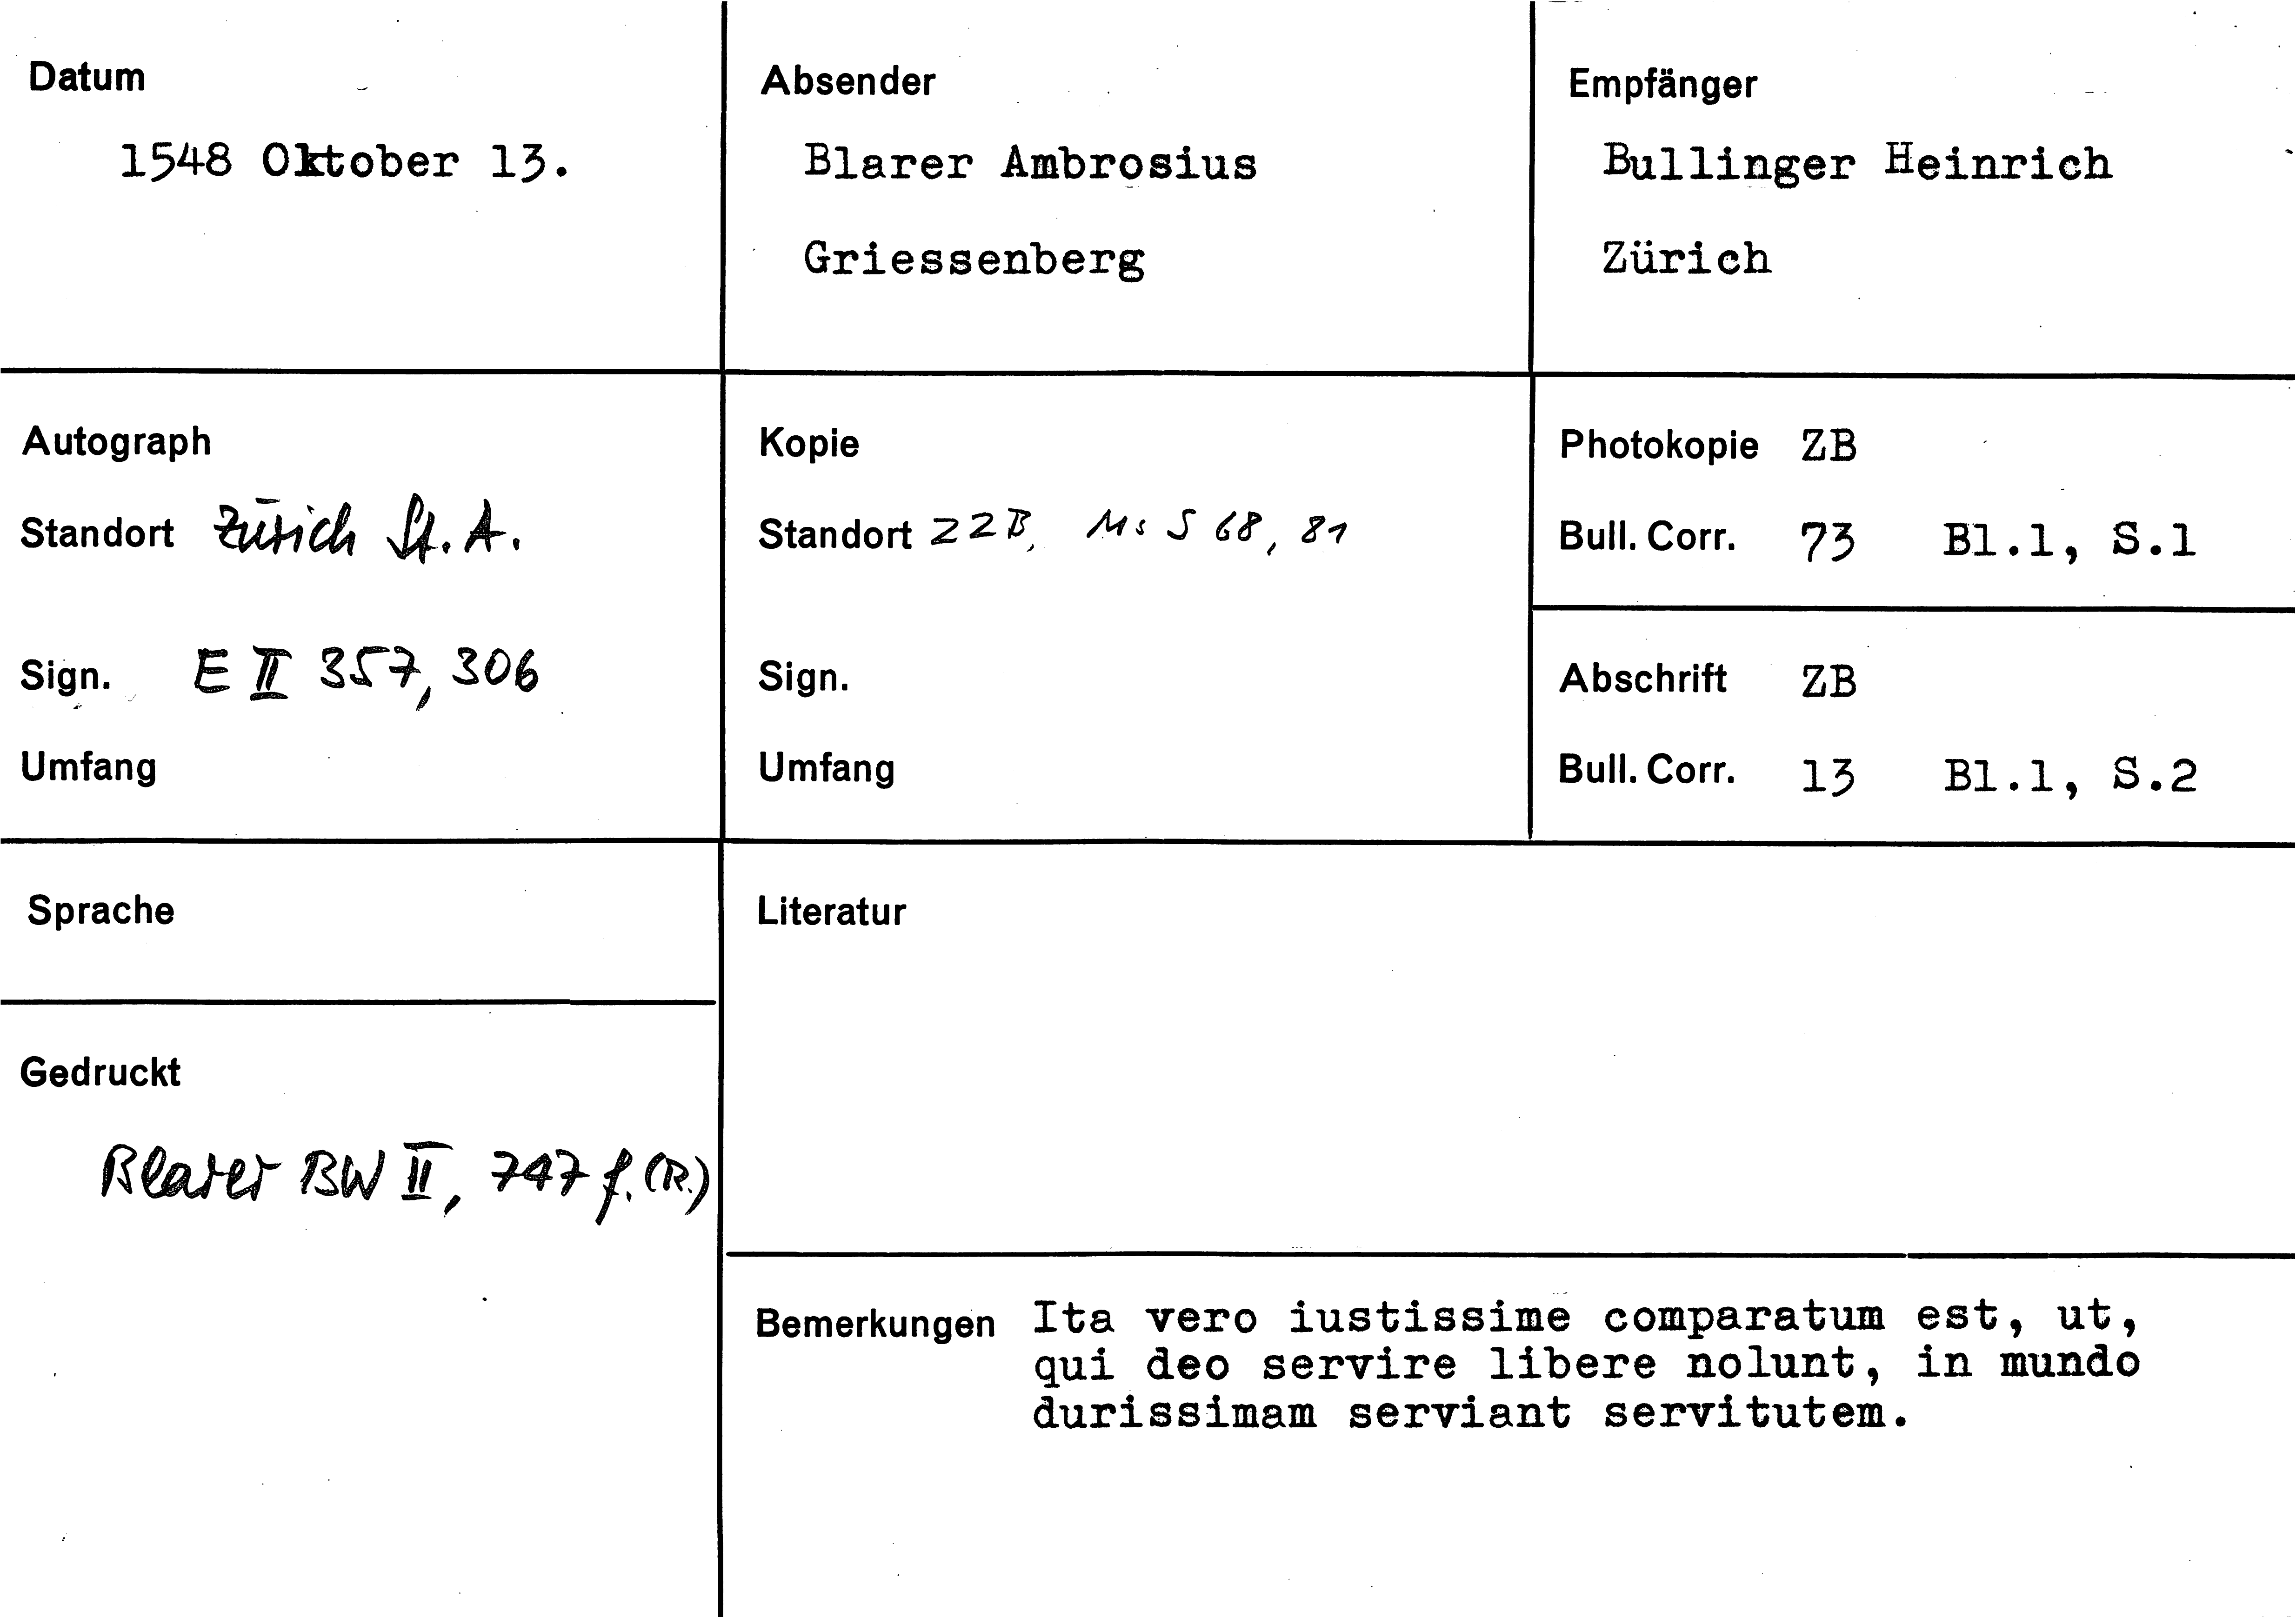 Datum
1548 Oktober 13.
Absender
Blarer Ambrosius
Griessenberg
Empfänger
Bullinger Heinrich
Zürich
Autograph
Standort Zürich St. A.
Sign. E II 357, 306
Umfang
Kopie
Standort ZZB, Ms S 68, 81
Sign.
Umfang
Photokopie ZB
Bull. Corr. 73 Bl.1, S.1
Abschrift ZB
Bull. Corr. 13 Bl.1, S.2
Sprache
Gedruckt
Blarer BW II, 747 f. (R.)
Literatur
Bemerkungen Ita vero iustissime comparatum est, ut,
qui deo servire libere nolunt, in mundo
durissimam serviant servitutem.